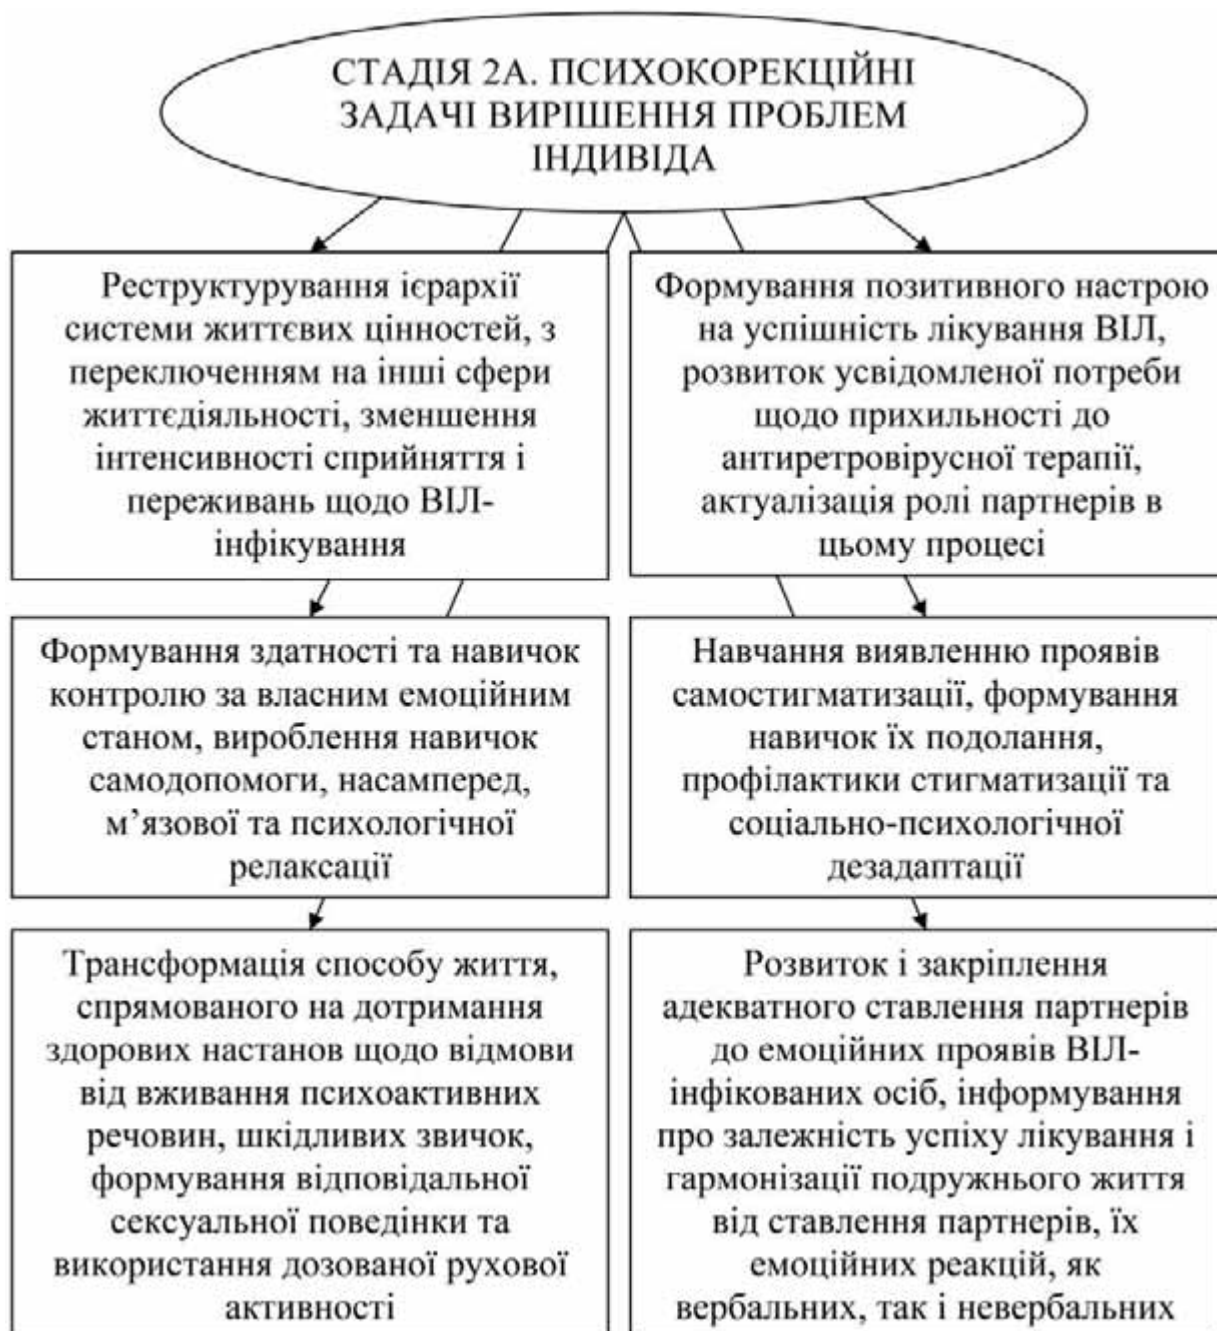 СТАДІЯ 2А. ПСИХОКОРЕКЦІЙНІ
ЗАДАЧІ ВИРІШЕННЯ ПРОБЛЕМ
ІНДИВІДА
Реструктурування ієрархії
системи життєвих цінностей, з
переключенням на інші сфери
життєдіяльності, зменшення
інтенсивності сприйняття і
переживань щодо ВІЛ-
інфікування
Формування позитивного настрою
на успішність лікування ВІЛ,
розвиток усвідомленої потреби
щодо прихильності до
антиретровірусної терапії,
актуалізація ролі партнерів в
цьому процесі
Формування здатності та навичок
контролю за власним емоційним
станом, вироблення навичок
самодопомоги, насамперед,
м’язової та психологічної
релаксації
Навчання виявленню проявів
самостигматизації, формування
навичок їх подолання,
профілактики стигматизації та
соціально-психологічної
дезадаптації
Трансформація способу життя,
спрямованого на дотримання
здорових настанов щодо відмови
від вживання психоактивних
речовин, шкідливих звичок,
формування відповідальної
сексуальної поведінки та
використання дозованої рухової
активності
Розвиток і закріплення
адекватного ставлення партнерів
до емоційних проявів ВІЛ-
інфікованих осіб, інформування
про залежність успіху лікування і
гармонізації подружнього життя
від ставлення партнерів, їх
емоційних реакцій, як
вербальних, так і невербальних